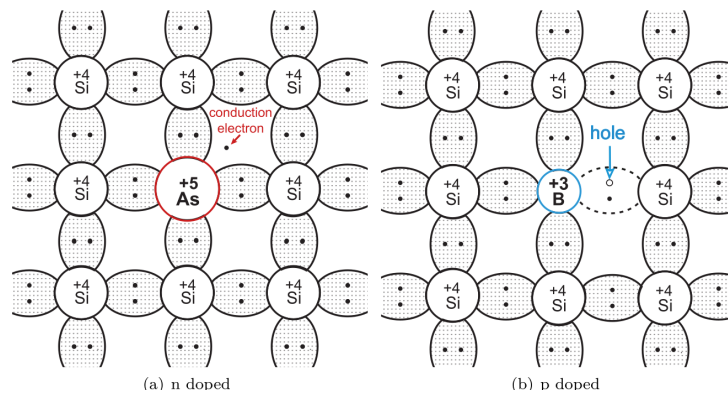 +4
Si
+4
Si
+4
Si
conduction
electron
+4
Si
+5
As
+4
Si
+4
Si
+4
Si
+4
Si
(a) n doped
+4
Si
+4
Si
+4
Si
hole
+4
Si
+3
B
+4
Si
+4
Si
+4
Si
+4
Si
(b) p doped